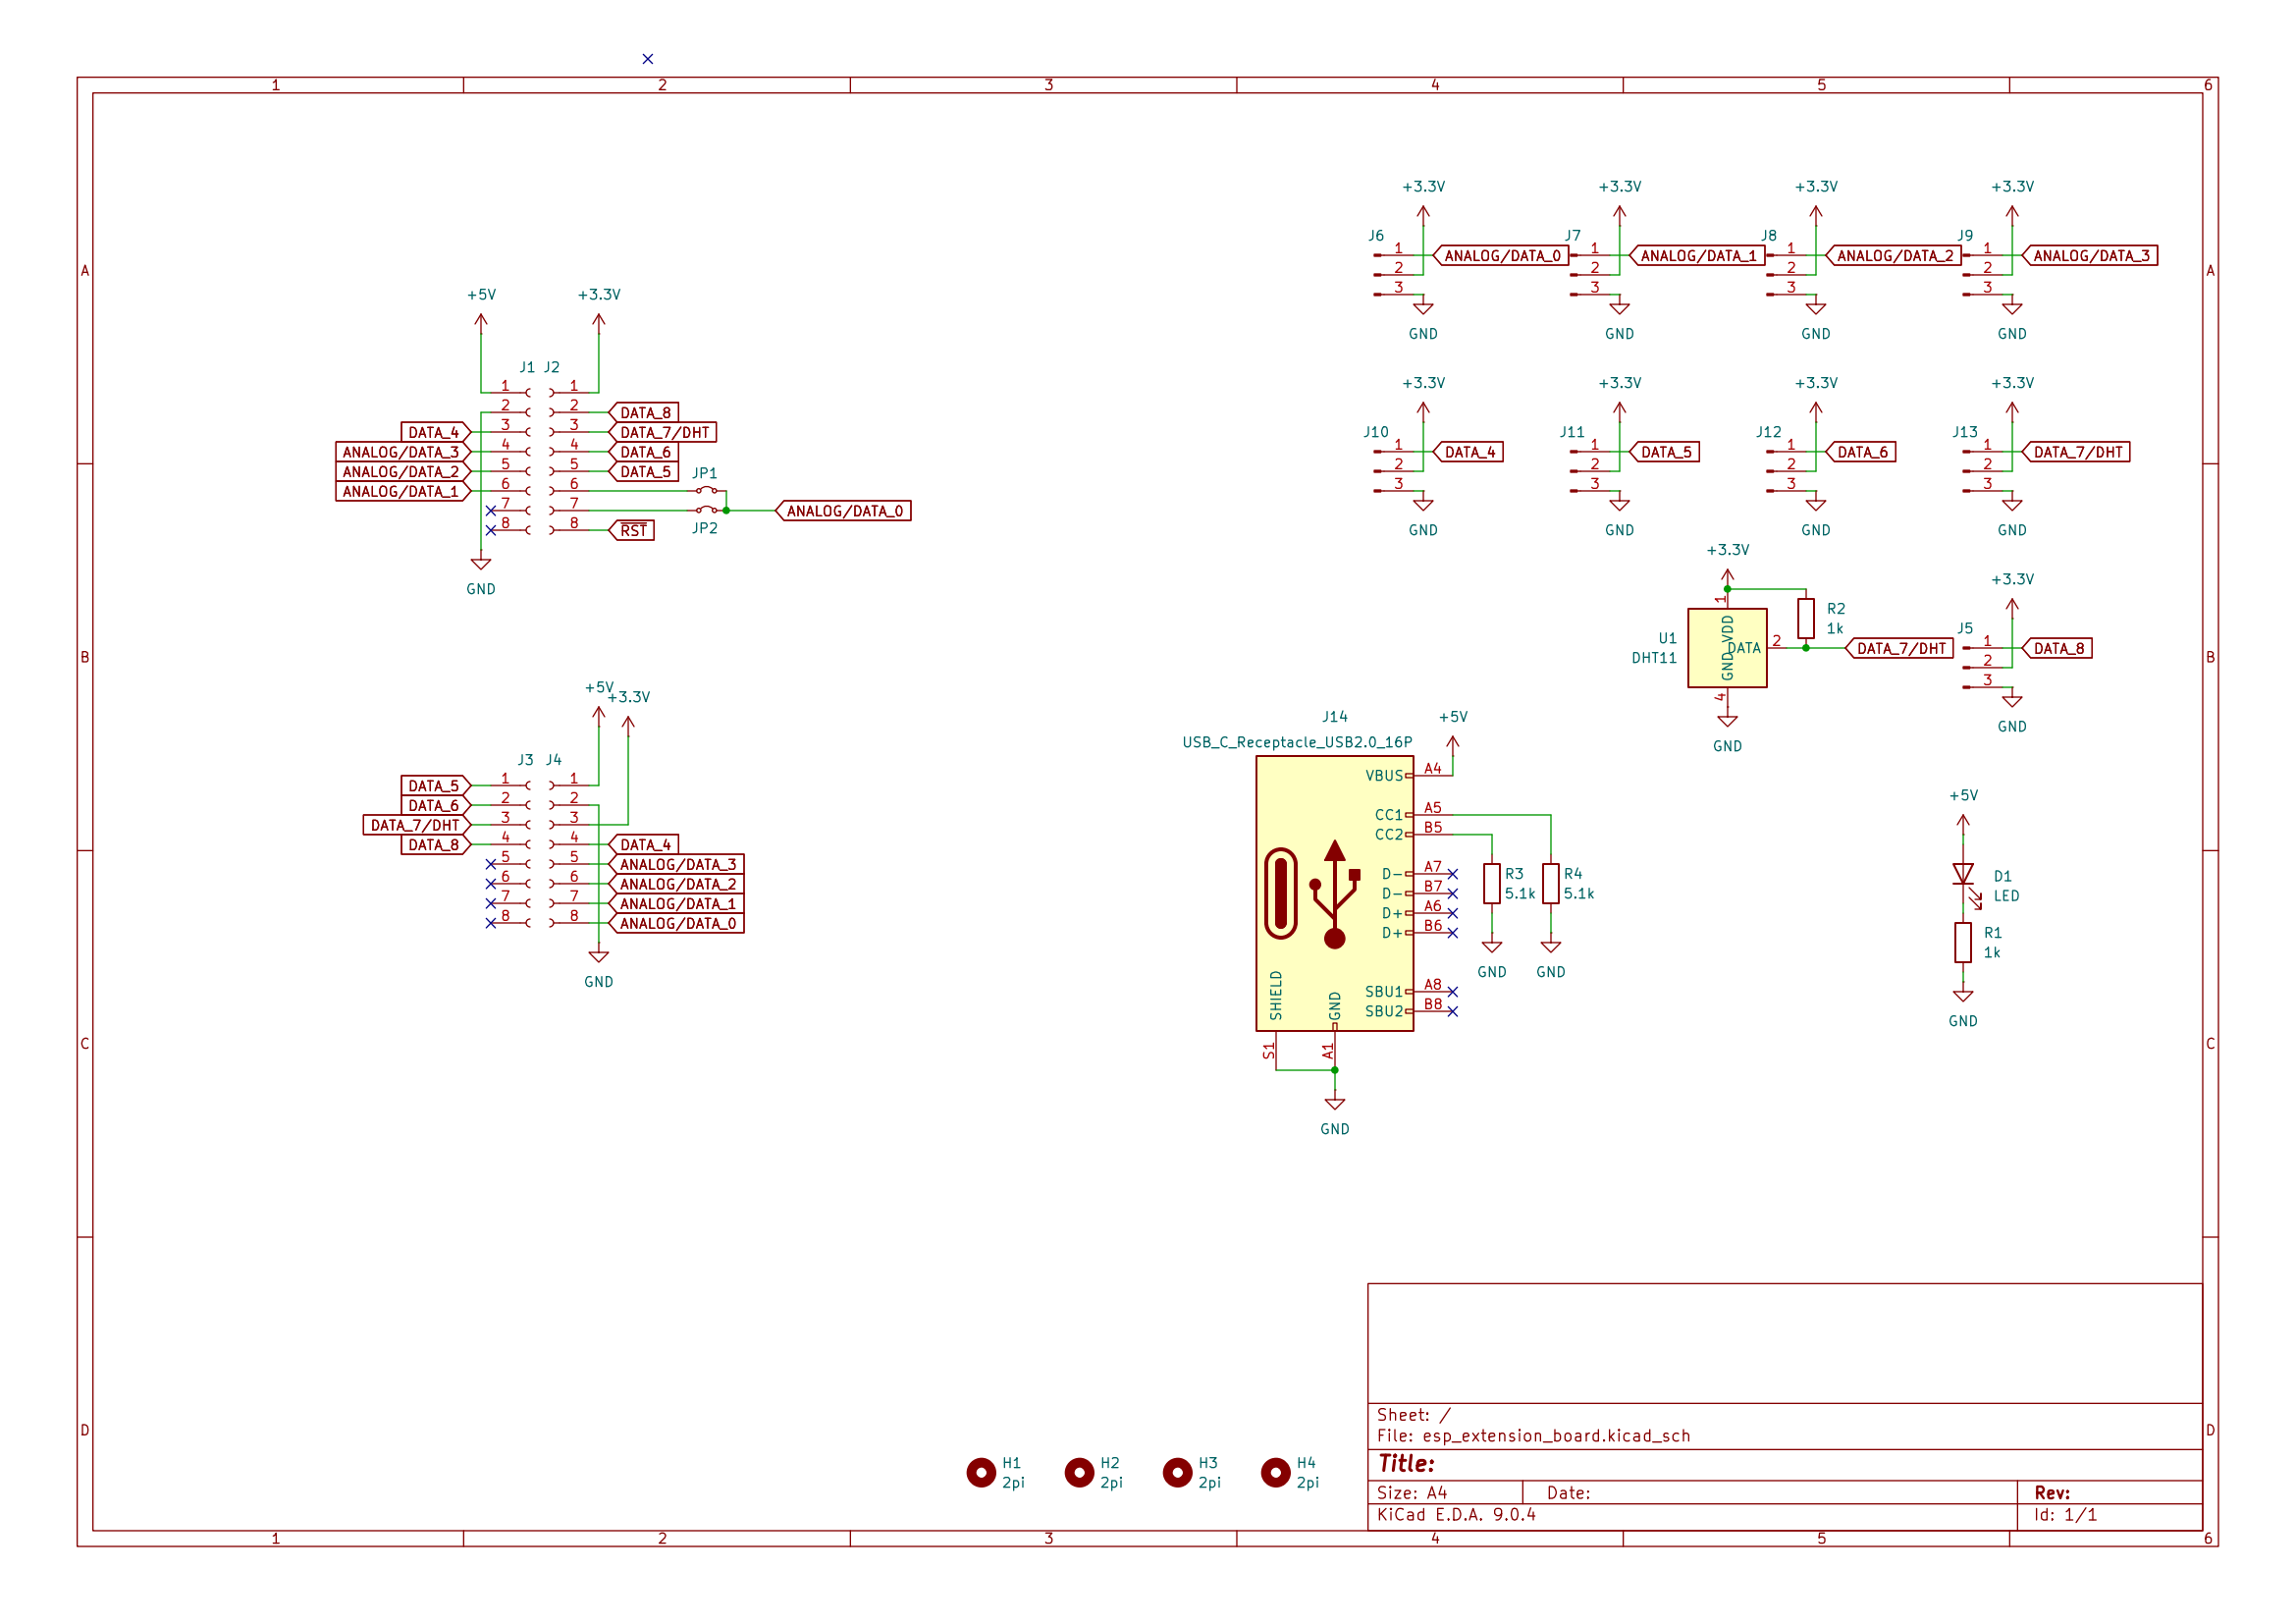 1 2 3 4 5 6
A A
B B
C C
D D
1 2 3 4 5 6
+5V +3.3V
J1 J2
1 1
2 2 DATA_8
DATA_4 3 3 DATA_7/DHT
ANALOG/DATA_3 4 4 DATA_6
ANALOG/DATA_2 5 5 DATA_5
JP1
ANALOG/DATA_1 6 6
7 7 ANALOG/DATA_0
JP2
8 8 RST
GND
+5V
+3.3V
J3 J4
DATA_5 1 1
DATA_6 2 2
DATA_7/DHT 3 3
DATA_8 4 4 DATA_4
5 5 ANALOG/DATA_3
6 6 ANALOG/DATA_2
7 7 ANALOG/DATA_1
8 8 ANALOG/DATA_0
GND
+3.3V +3.3V +3.3V +3.3V
J6 J7 J8 J9
1 ANALOG/DATA_0 1 ANALOG/DATA_1 1 ANALOG/DATA_2 1 ANALOG/DATA_3
2 2 2 2
3 3 3 3
GND GND GND GND
+3.3V +3.3V +3.3V +3.3V
J10 J11 J12 J13
1 DATA_4 1 DATA_5 1 DATA_6 1 DATA_7/DHT
2 2 2 2
3 3 3 3
GND GND GND GND
+3.3V
1
VDD
U1
DHT11
DATA 2
GND
4
GND
R2
1k
DATA_7/DHT
+3.3V
J5
1 DATA_8
2
3
GND
J14
USB_C_Receptacle_USB2.0_16P
+5V
VBUS A4
CC1 A5
CC2 B5
D- A7
D- B7
D+ A6
D+ B6
SBU1 A8
SBU2 B8
SHIELD GND
S1 A1
GND
R3
5.1k
R4
5.1k
GND GND
+5V
D1
LED
R1
1k
GND
H1
2pi
H2
2pi
H3
2pi
H4
2pi
Sheet: /
File: esp_extension_board.kicad_sch
Title:
Size: A4 Date: Rev:
KiCad E.D.A. 9.0.4 Id: 1/1